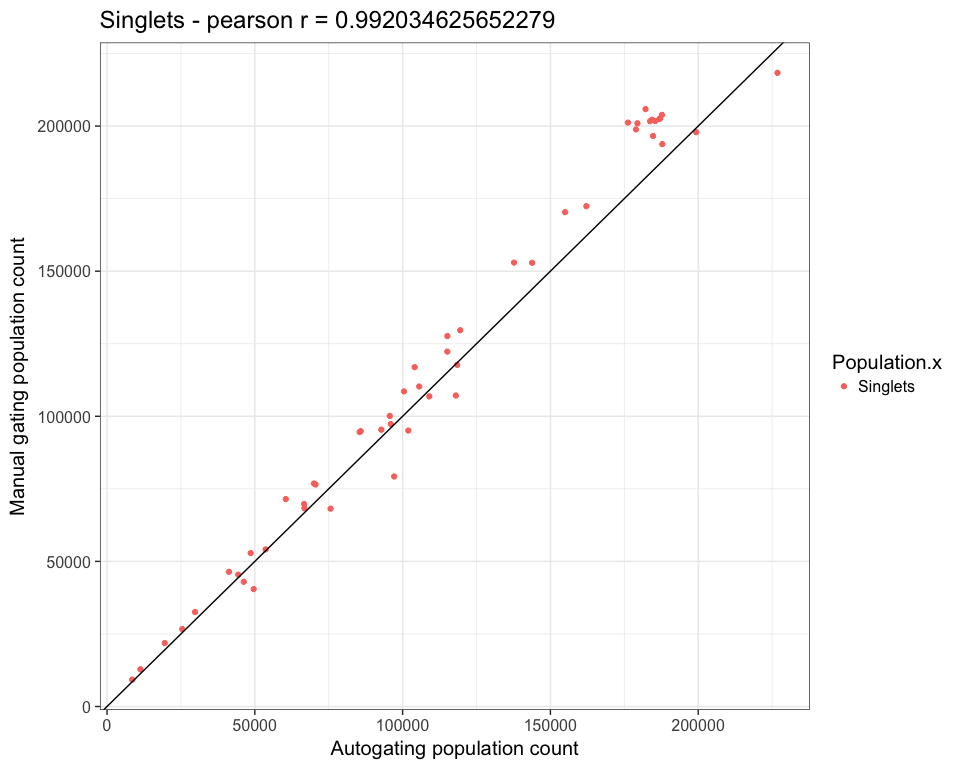 Singlets - pearson r = 0.992034625652279
Manual gating population count
200000
150000
100000
50000
0
0
50000
100000
150000
200000
Autogating population count
Population.x
Singlets